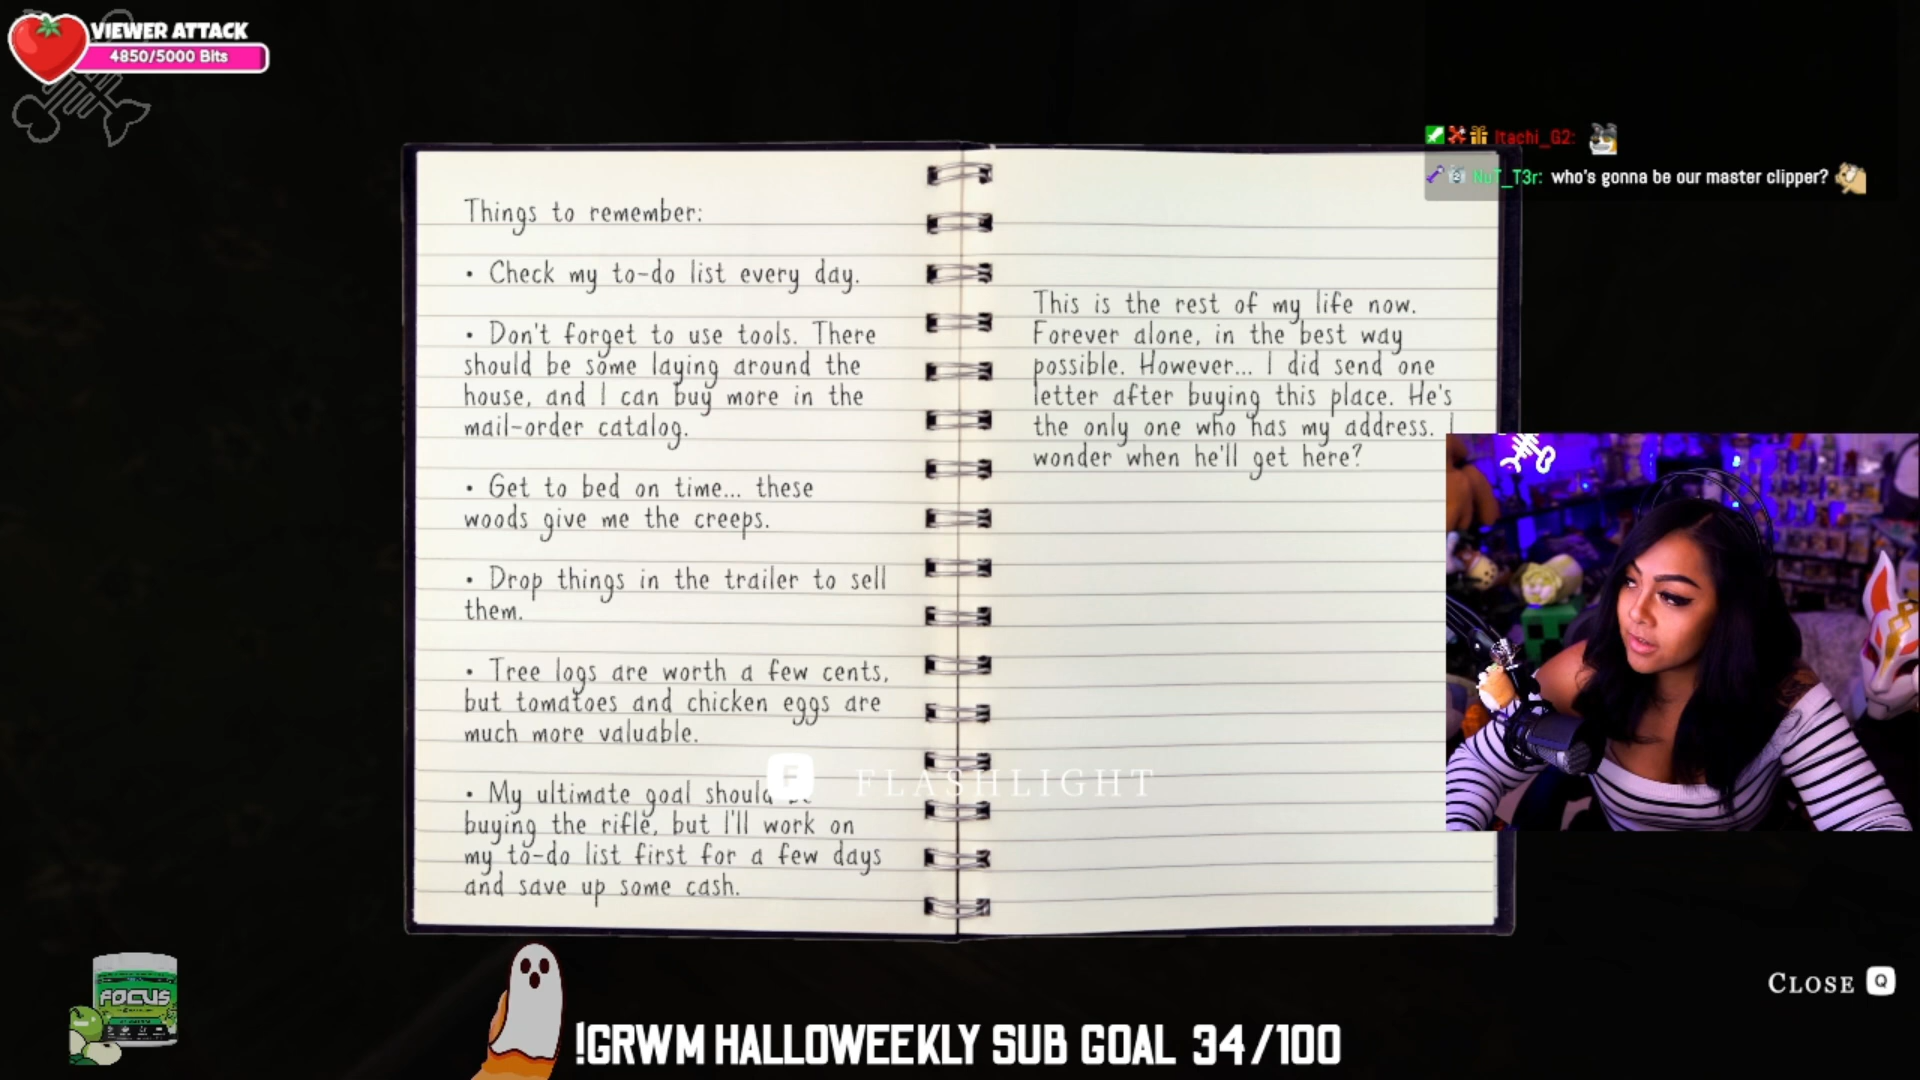 VIEWER ATTACK
4850/5000 Bits
Itachi_G2:
NuT_T3r: who's gonna be our master clipper?
Things to remember:
• Check my to-do list every day.
• Don't forget to use tools. There
should be some laying around the
house, and I can buy more in the
mail-order catalog.
• Get to bed on time... these
woods give me the creeps.
• Drop things in the trailer to sell
them.
• Tree logs are worth a few cents,
but tomatoes and chicken eggs are
much more valuable.
• My ultimate goal should be
buying the rifle, but I'll work on
my to-do list first for a few days
and save up some cash.
This is the rest of my life now.
Forever alone, in the best way
possible. However... I did send one
letter after buying this place. He's
the only one who has my address. I
wonder when he'll get here?
F FLASHLIGHT
CLOSE Q
FOCUS
!GRWM HALLOWEEKLY SUB GOAL 34/100